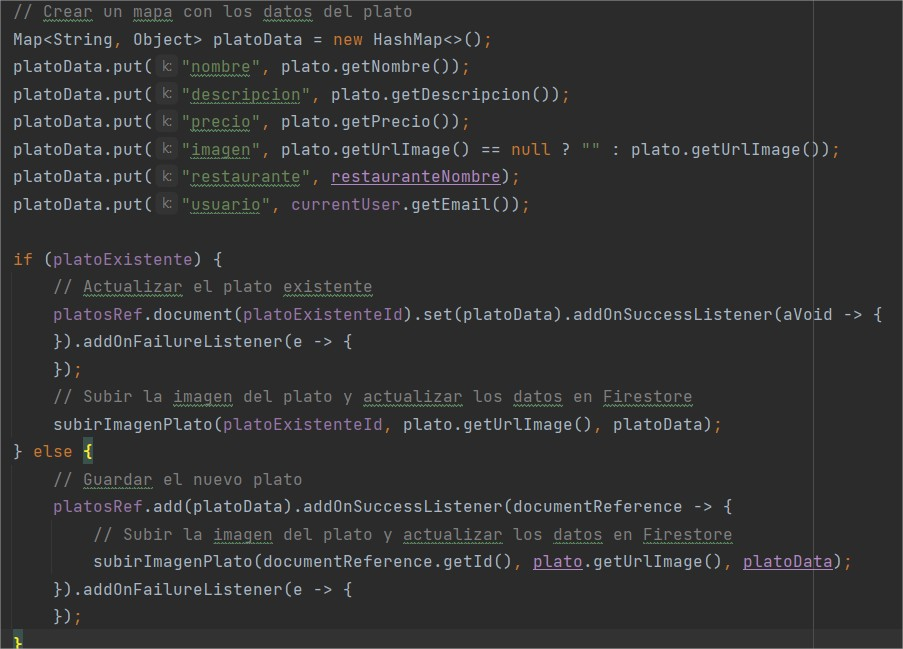 // Crear un mapa con los datos del plato
Map<String, Object> platoData = new HashMap<>();
platoData.put( k: "nombre", plato.getNombre());
platoData.put( k: "descripcion", plato.getDescripcion());
platoData.put( k: "precio", plato.getPrecio());
platoData.put( k: "imagen", plato.getUrlImage() == null ? "" : plato.getUrlImage());
platoData.put( k: "restaurante", restauranteNombre);
platoData.put( k: "usuario", currentUser.getEmail());
if (platoExistente) {
// Actualizar el plato existente
platosRef.document(platoExistenteId).set(platoData).addOnSuccessListener(aVoid -> {
}).addOnFailureListener(e -> {
});
// Subir la imagen del plato y actualizar los datos en Firestore
subirImagenPlato(platoExistenteId, plato.getUrlImage(), platoData);
} else {
// Guardar el nuevo plato
platosRef.add(platoData).addOnSuccessListener(documentReference -> {
// Subir la imagen del plato y actualizar los datos en Firestore
subirImagenPlato(documentReference.getId(), plato.getUrlImage(), platoData);
}).addOnFailureListener(e -> {
});
}